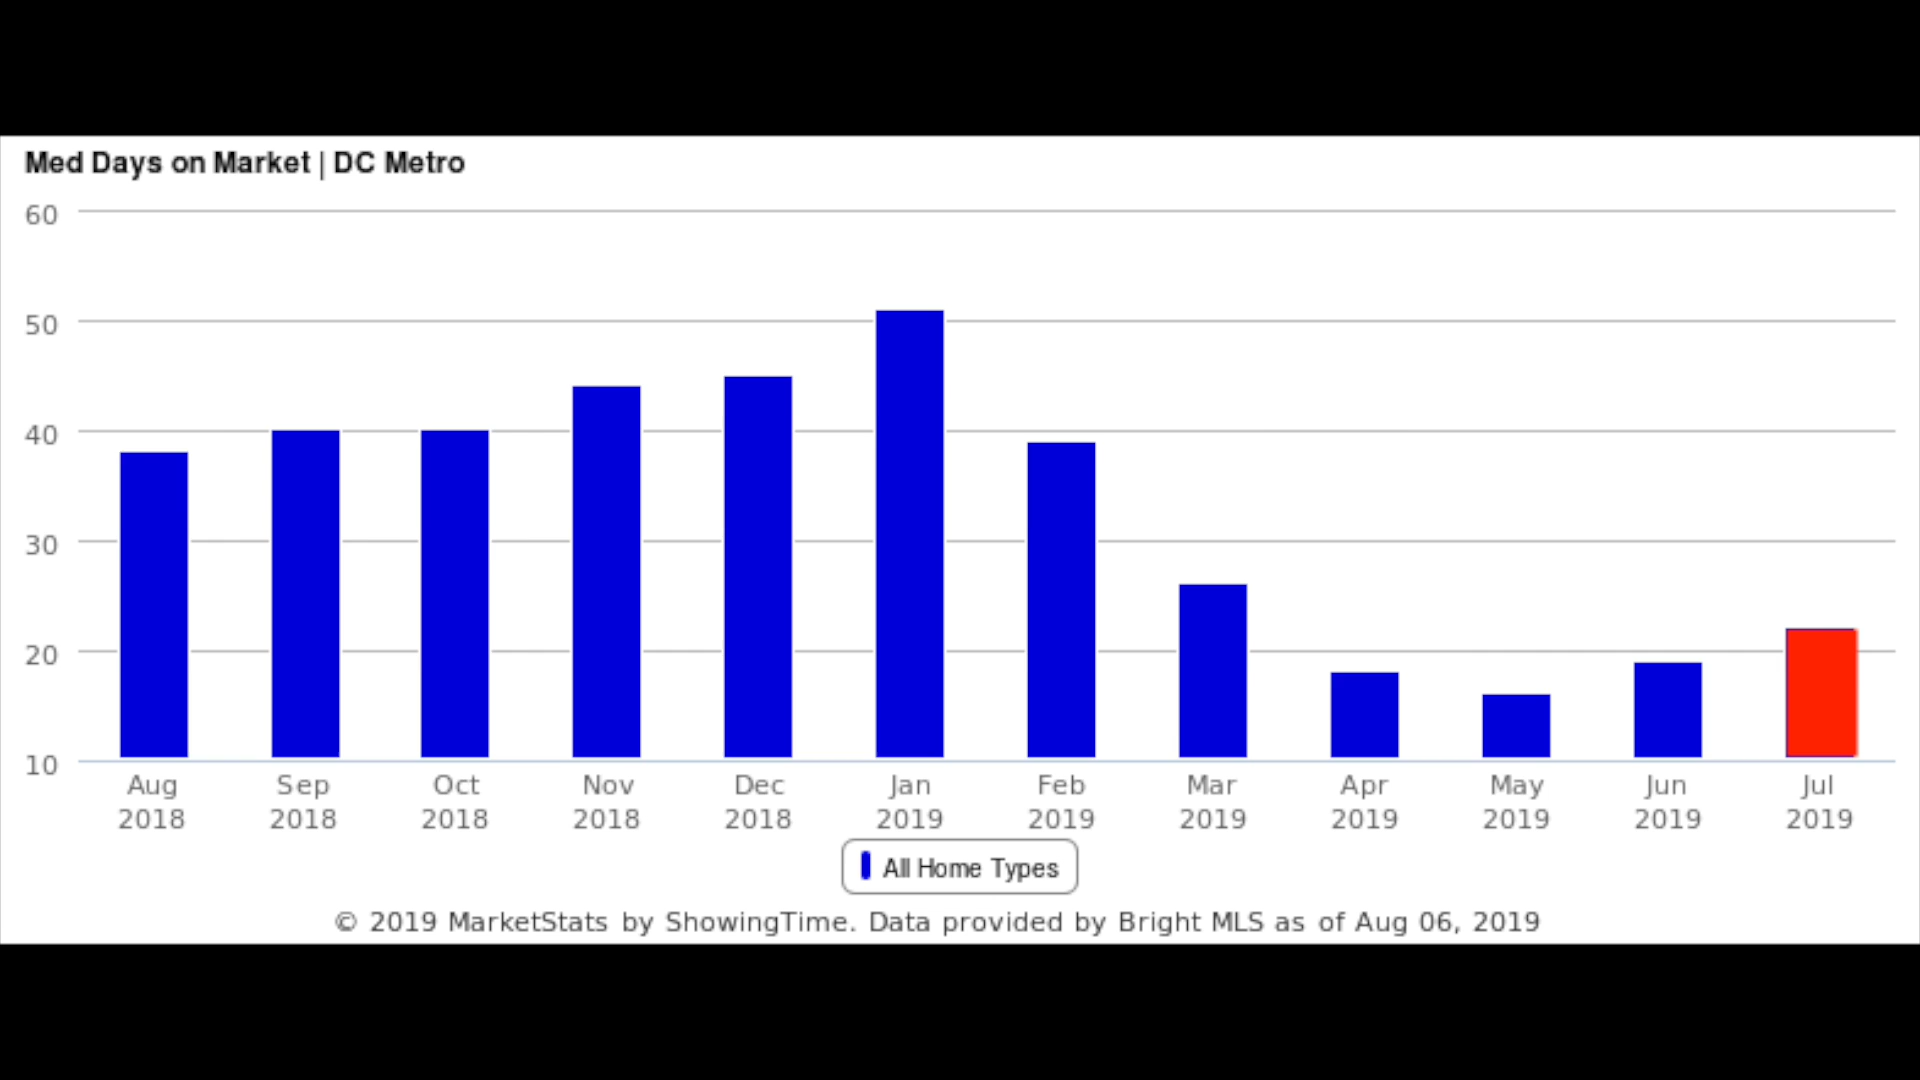 Med Days on Market | DC Metro
60
50
40
30
20
10
Aug Sep Oct Nov Dec Jan Feb Mar Apr May Jun Jul
2018 2018 2018 2018 2018 2019 2019 2019 2019 2019 2019 2019
All Home Types
© 2019 MarketStats by ShowingTime. Data provided by Bright MLS as of Aug 06, 2019